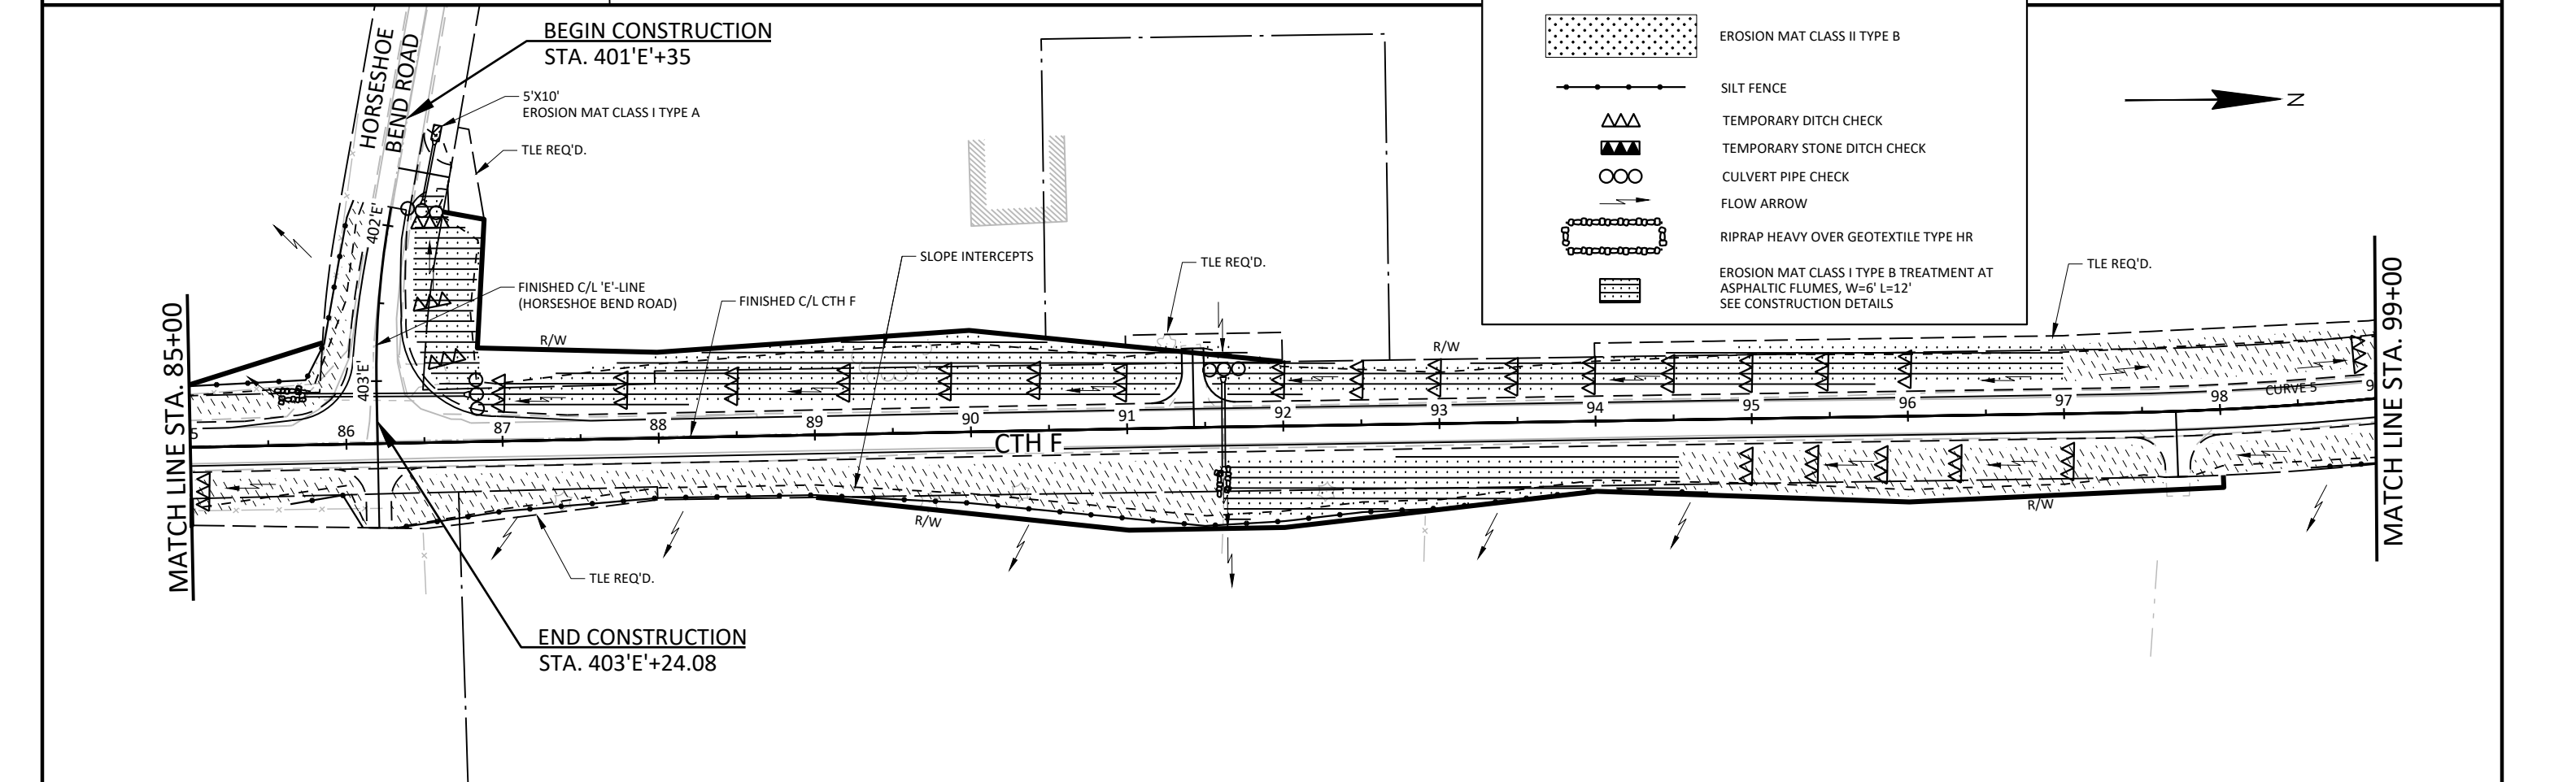 BEGIN CONSTRUCTION
STA. 401'E'+35
HORSESHOE
BEND ROAD
5'X10'
EROSION MAT CLASS I TYPE A
TLE REQ'D.
EROSION MAT CLASS II TYPE B
SILT FENCE
TEMPORARY DITCH CHECK
TEMPORARY STONE DITCH CHECK
CULVERT PIPE CHECK
FLOW ARROW
RIPRAP HEAVY OVER GEOTEXTILE TYPE HR
EROSION MAT CLASS I TYPE B TREATMENT AT
ASPHALTIC FLUMES, W=6' L=12'
SEE CONSTRUCTION DETAILS
N
402'E'
403'E'
FINISHED C/L 'E'-LINE
(HORSESHOE BEND ROAD)
FINISHED C/L CTH F
SLOPE INTERCEPTS
TLE REQ'D.
TLE REQ'D.
R/W
R/W
MATCH LINE STA. 85+00
MATCH LINE STA. 99+00
5
86
87
88
89
90
91
92
93
94
95
96
97
98
9
CURVE 5
CTH F
R/W
R/W
TLE REQ'D.
END CONSTRUCTION
STA. 403'E'+24.08